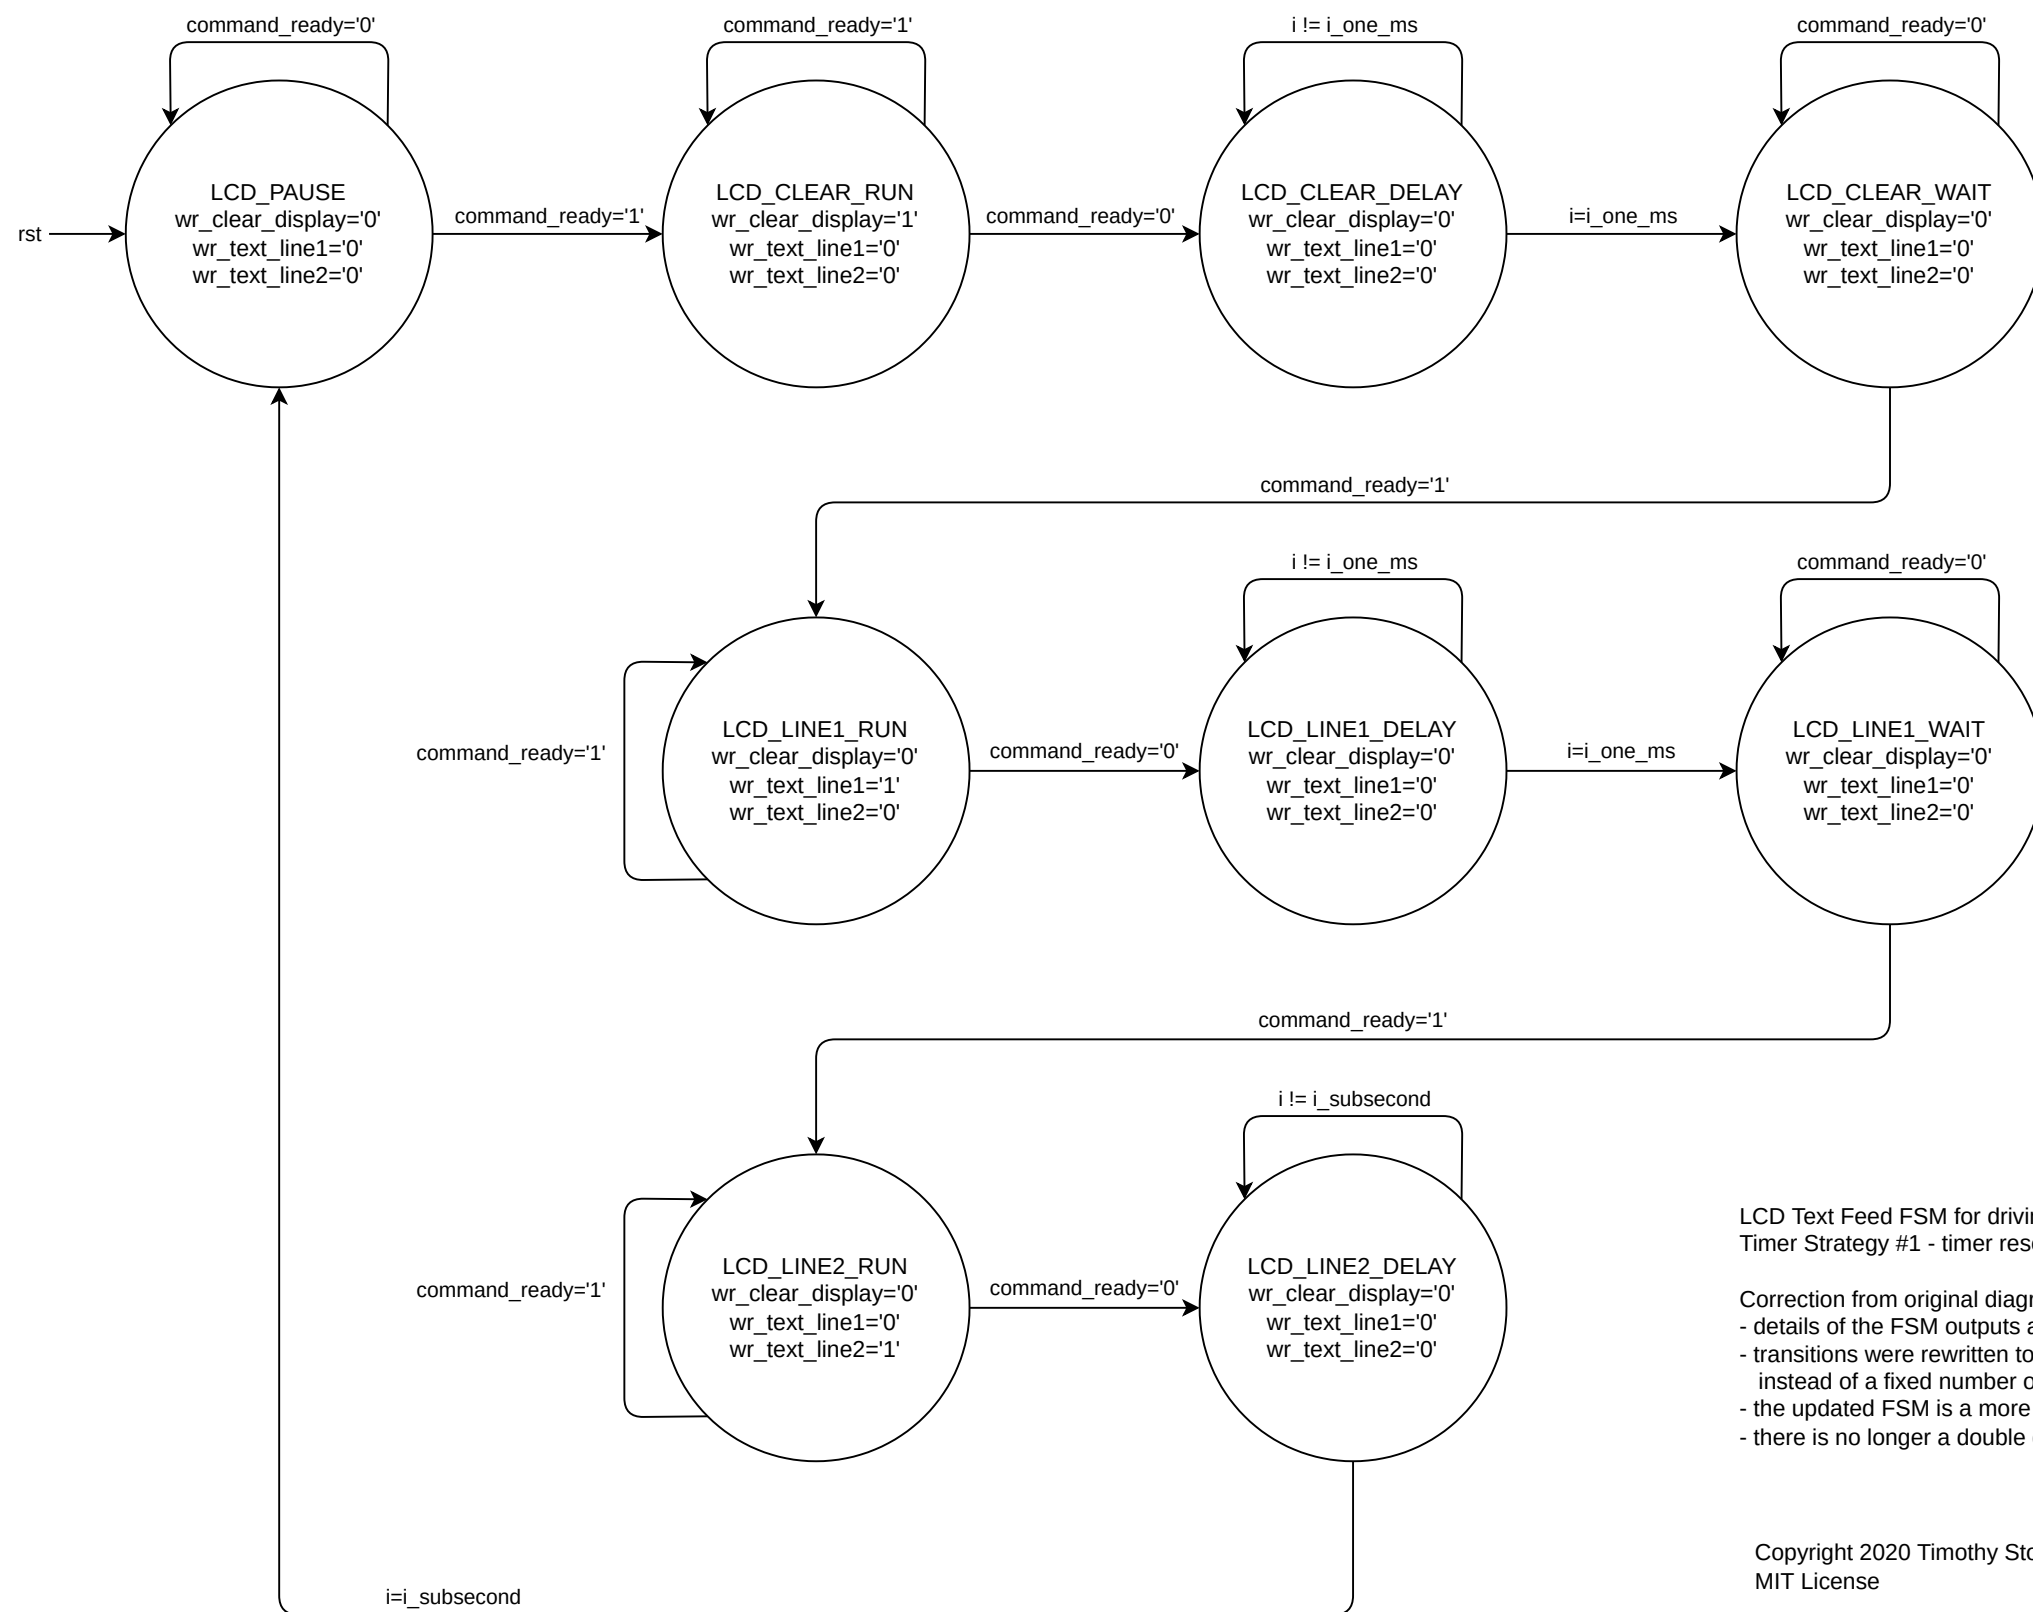 command_ready='0'
command_ready='1'
i != i_one_ms
command_ready='0'
rst
LCD_PAUSE
wr_clear_display='0'
wr_text_line1='0'
wr_text_line2='0'
command_ready='1'
LCD_CLEAR_RUN
wr_clear_display='1'
wr_text_line1='0'
wr_text_line2='0'
command_ready='0'
LCD_CLEAR_DELAY
wr_clear_display='0'
wr_text_line1='0'
wr_text_line2='0'
i=i_one_ms
LCD_CLEAR_WAIT
wr_clear_display='0'
wr_text_line1='0'
wr_text_line2='0'
command_ready='1'
i != i_one_ms
command_ready='0'
command_ready='1'
LCD_LINE1_RUN
wr_clear_display='0'
wr_text_line1='1'
wr_text_line2='0'
command_ready='0'
LCD_LINE1_DELAY
wr_clear_display='0'
wr_text_line1='0'
wr_text_line2='0'
i=i_one_ms
LCD_LINE1_WAIT
wr_clear_display='0'
wr_text_line1='0'
wr_text_line2='0'
command_ready='1'
i != i_subsecond
command_ready='1'
LCD_LINE2_RUN
wr_clear_display='0'
wr_text_line1='0'
wr_text_line2='1'
command_ready='0'
LCD_LINE2_DELAY
wr_clear_display='0'
wr_text_line1='0'
wr_text_line2='0'
LCD Text Feed FSM for
Timer Strategy #1 - timer
Correction from original
- details of the FSM outputs
- transitions were rewritten to
instead of a fixed number
- the updated FSM is a more
- there is no longer a double
Copyright 2020 Timothy
MIT License
i=i_subsecond